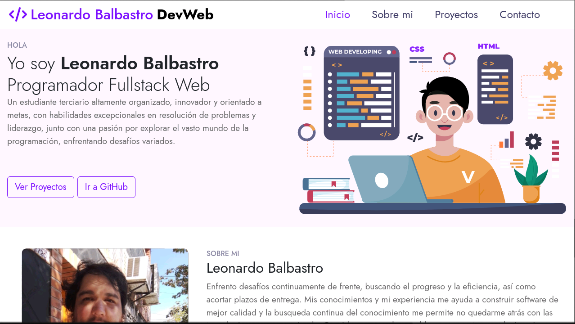 </> Leonardo Balbastro DevWeb
Inicio Sobre mi Proyectos Contacto
HOLA
Yo soy Leonardo Balbastro
Programador Fullstack Web
Un estudiante terciario altamente organizado, innovador y orientado a
metas, con habilidades excepcionales en resolución de problemas y
liderazgo, junto con una pasión por explorar el vasto mundo de la
programación, enfrentando desafíos variados.
Ver Proyectos Ir a GitHub
{}
WEB DEVELOPING
</>
</>
CSS
HTML
< >
</>
</>
SOBRE MI
Leonardo Balbastro
Enfrento desafíos continuamente de frente, buscando el progreso y la eficiencia, así como
acortar plazos de entrega. Mis conocimientos y mi experiencia me ayuda a construir software de
mejor calidad y la busqueda continua del conocimiento me permite no quedarme atrás con las